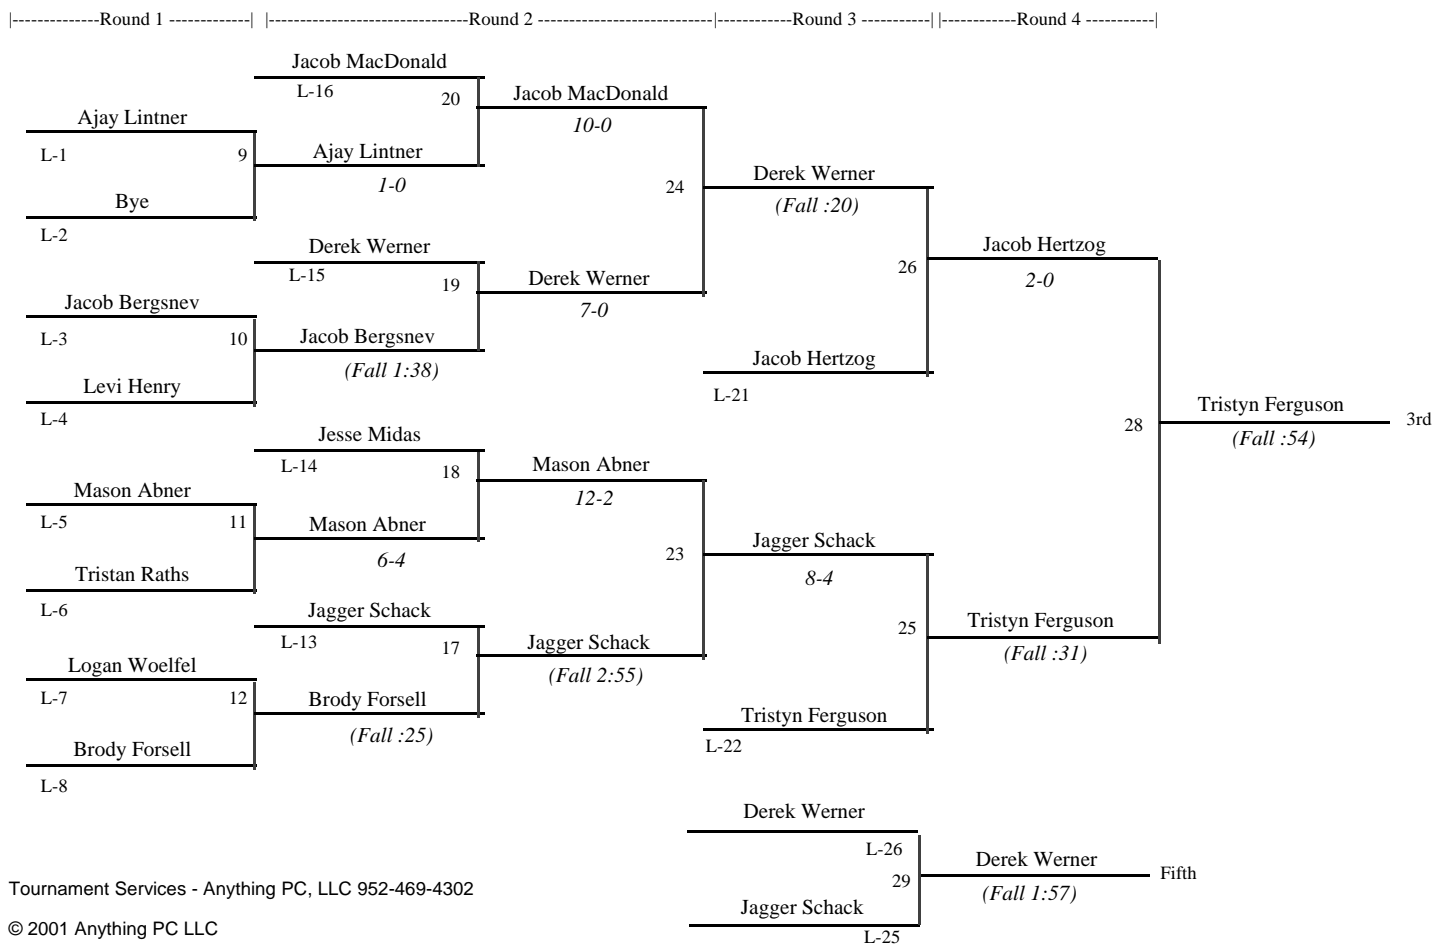 |--------------Round 1 -------------| |--------------------------------Round 2 ----------------------------|------------Round 3 -----------| |------------Round 4 -----------|
Jacob MacDonald
L-16
20
Jacob MacDonald
10-0
Ajay Lintner
L-1
9
Ajay Lintner
1-0
Bye
L-2
24
Derek Werner
(Fall :20)
Derek Werner
L-15
19
Derek Werner
7-0
Jacob Bergsnev
L-3
10
Jacob Bergsnev
(Fall 1:38)
Levi Henry
L-4
26
Jacob Hertzog
2-0
Jacob Hertzog
L-21
28
Tristyn Ferguson
3rd
(Fall :54)
Jesse Midas
L-14
18
Mason Abner
12-2
Mason Abner
L-5
11
Mason Abner
6-4
Tristan Raths
L-6
23
Jagger Schack
8-4
Jagger Schack
L-13
17
Jagger Schack
(Fall 2:55)
Logan Woelfel
L-7
12
Brody Forsell
(Fall :25)
Brody Forsell
L-8
25
Tristyn Ferguson
(Fall :31)
Tristyn Ferguson
L-22
Derek Werner
L-26
29
Derek Werner
Fifth
(Fall 1:57)
Jagger Schack
L-25
Tournament Services - Anything PC, LLC 952-469-4302
© 2001 Anything PC LLC